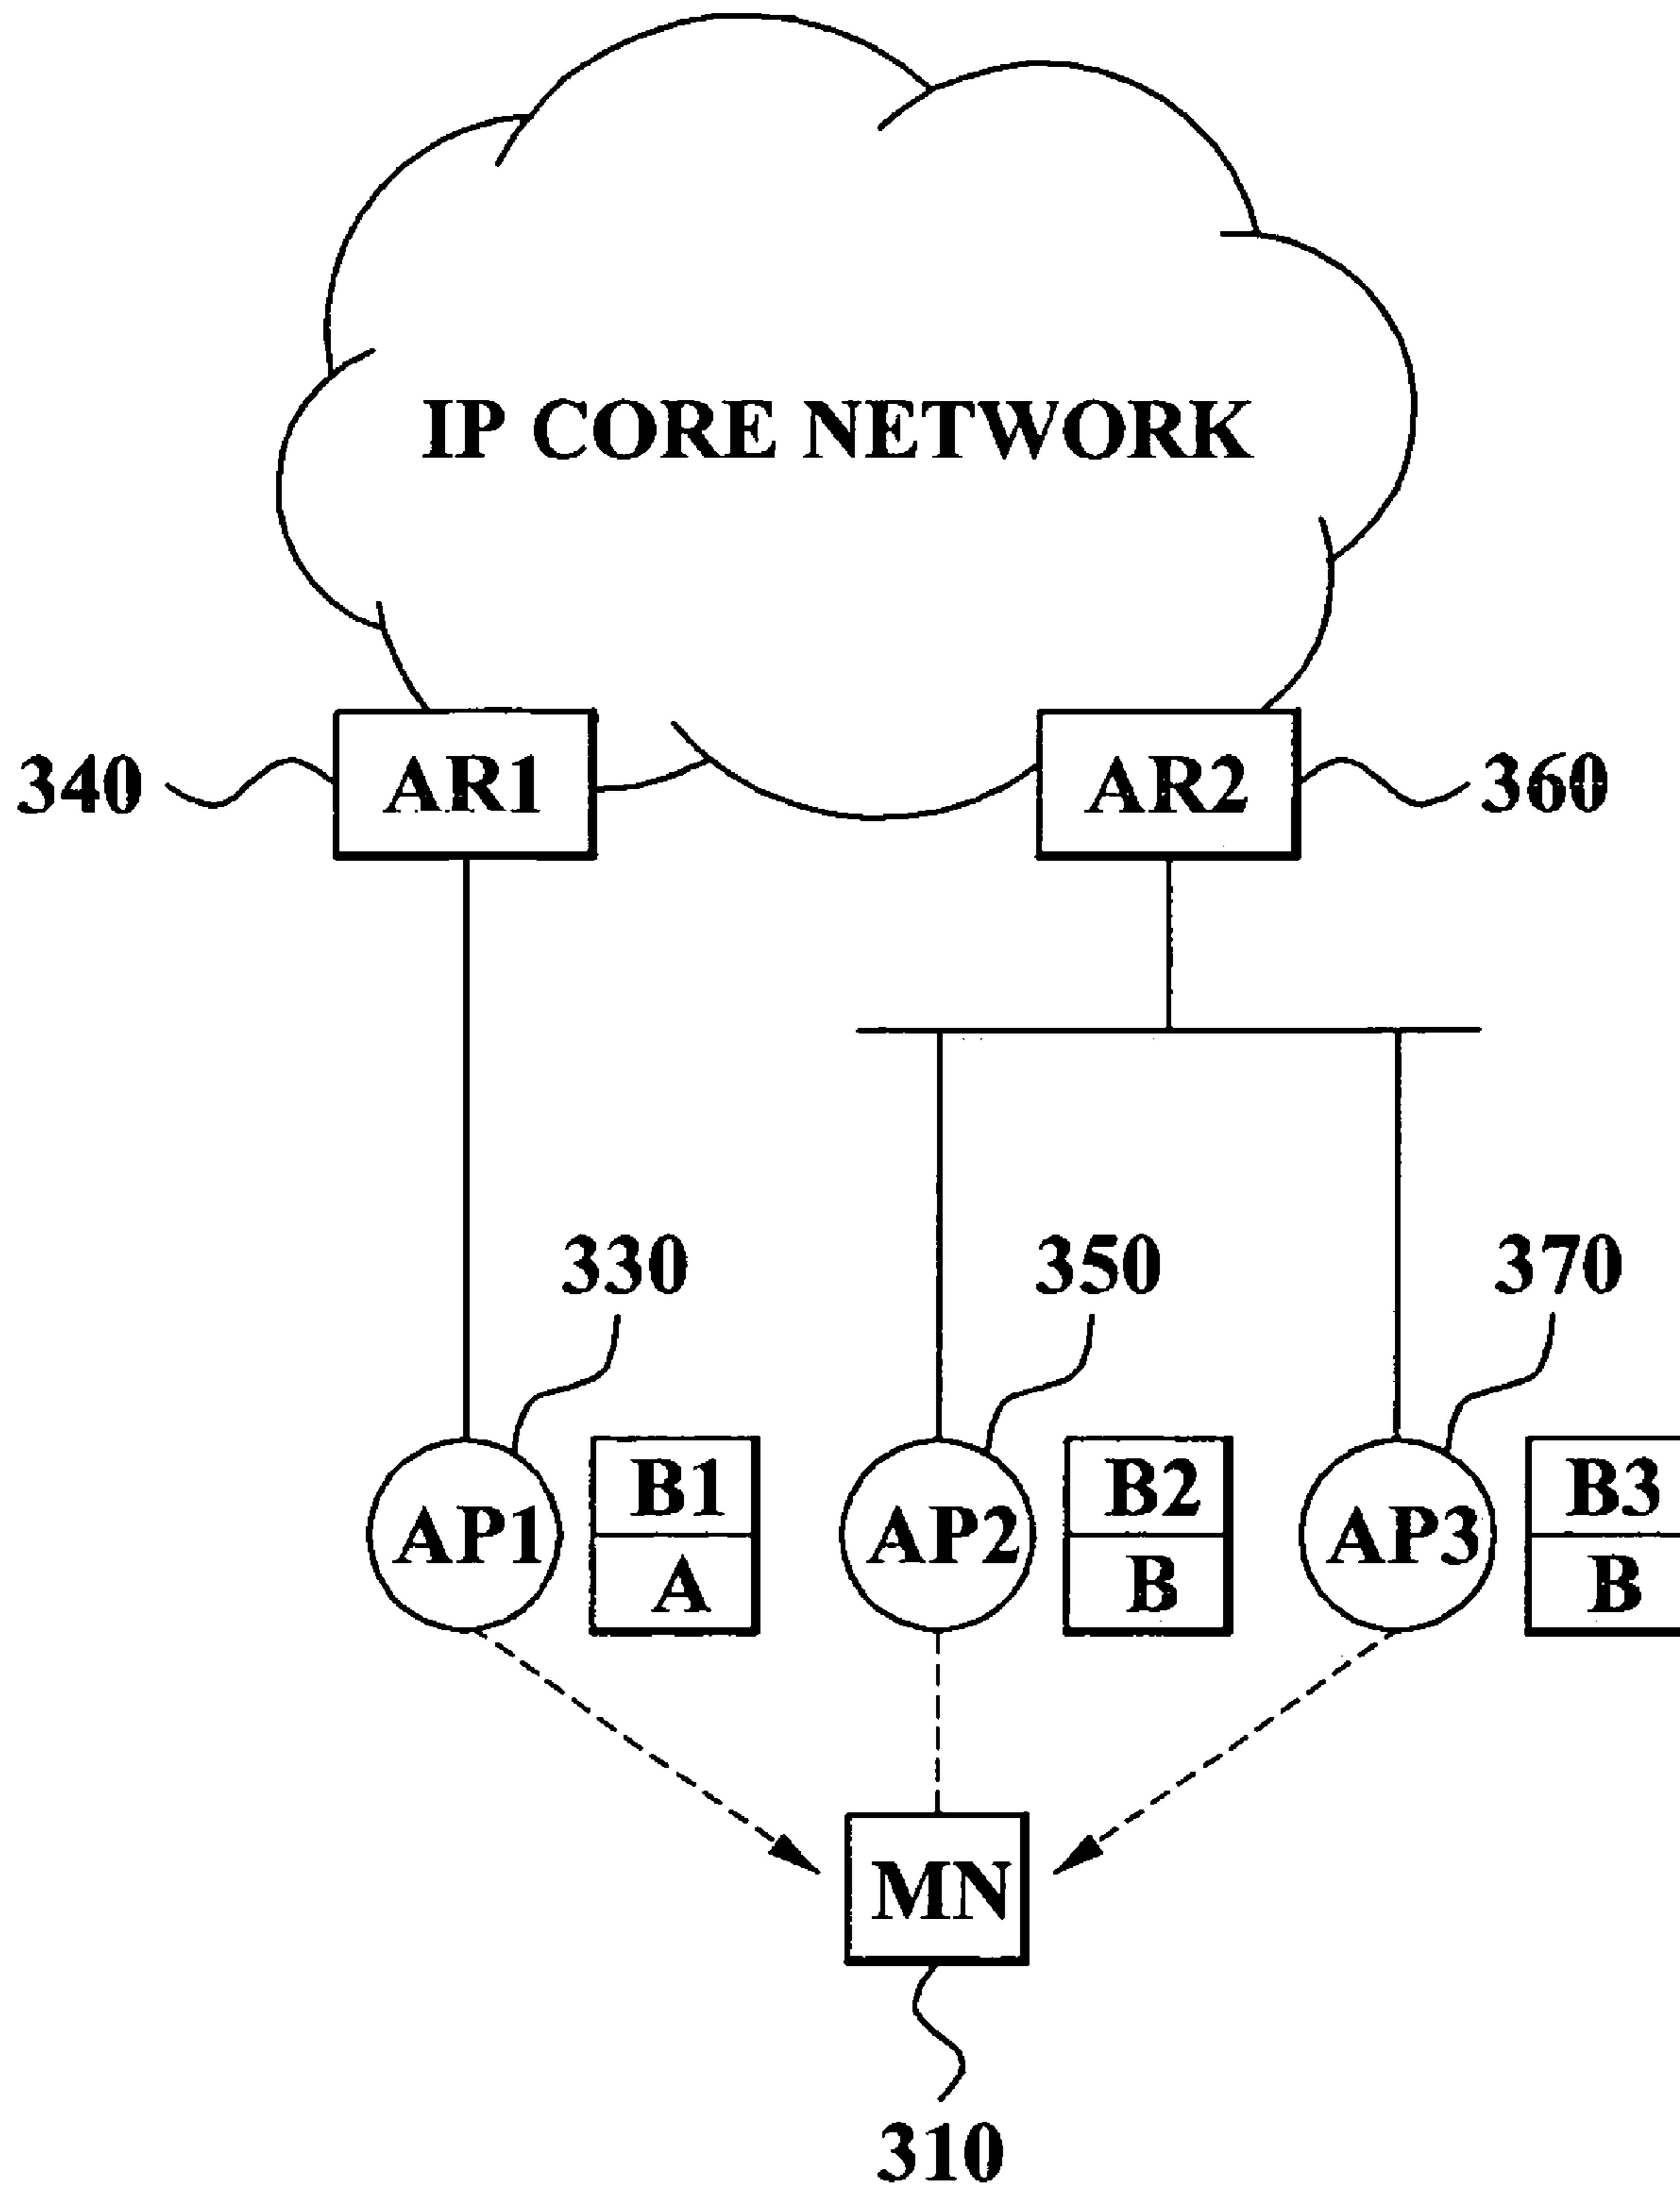 IP CORE NETWORK
340
AR1
AR2
360
330
350
370
AP1
B1
A
AP2
B2
B
AP3
B3
B
MN
310